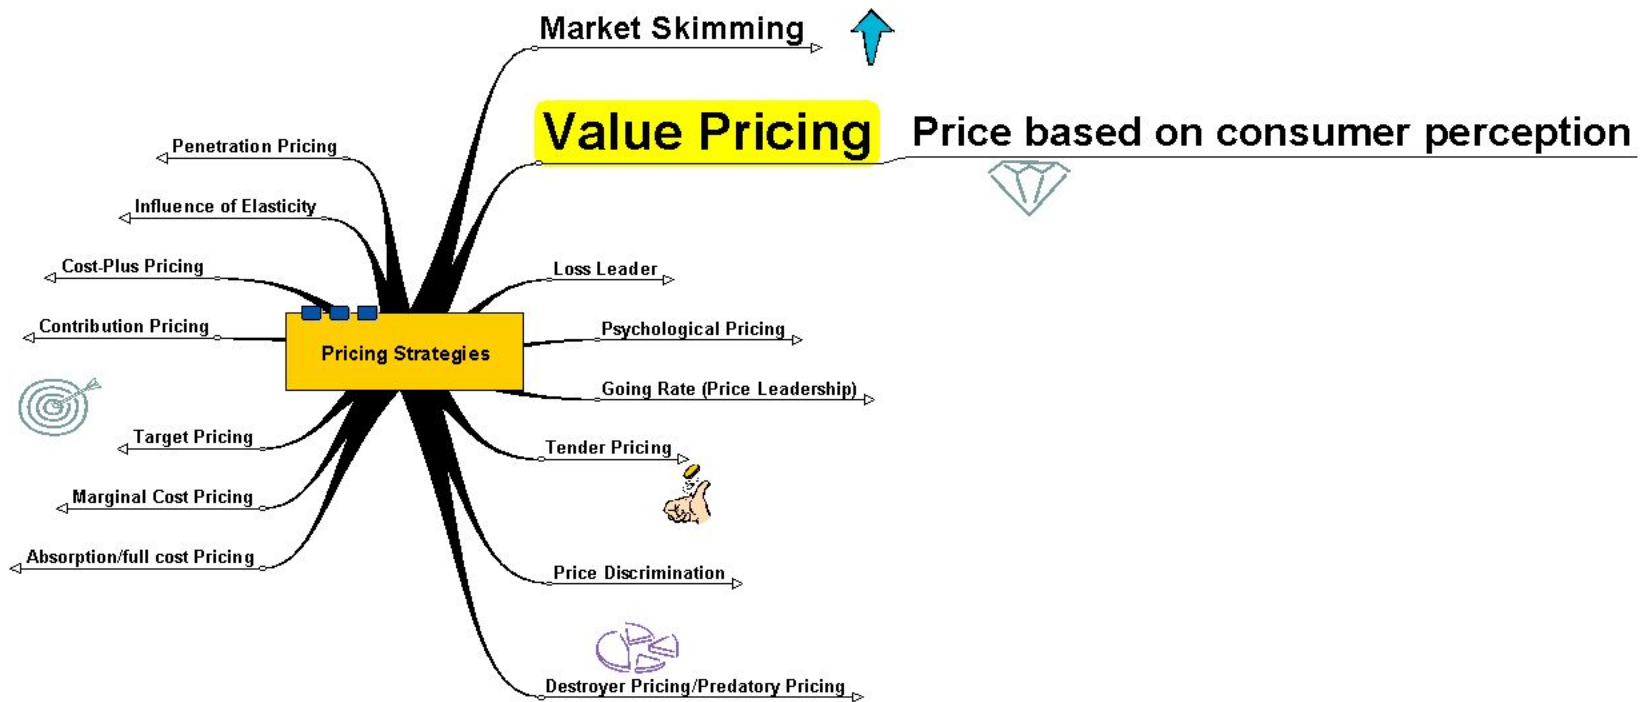 Market Skimming
Value Pricing
Price based on consumer perception
Penetration Pricing
Influence of Elasticity
Cost-Plus Pricing
Loss Leader
Contribution Pricing
Psychological Pricing
Pricing Strategies
Going Rate (Price Leadership)
Target Pricing
Tender Pricing
Marginal Cost Pricing
Absorption/full cost Pricing
Price Discrimination
Destroyer Pricing/Predatory Pricing